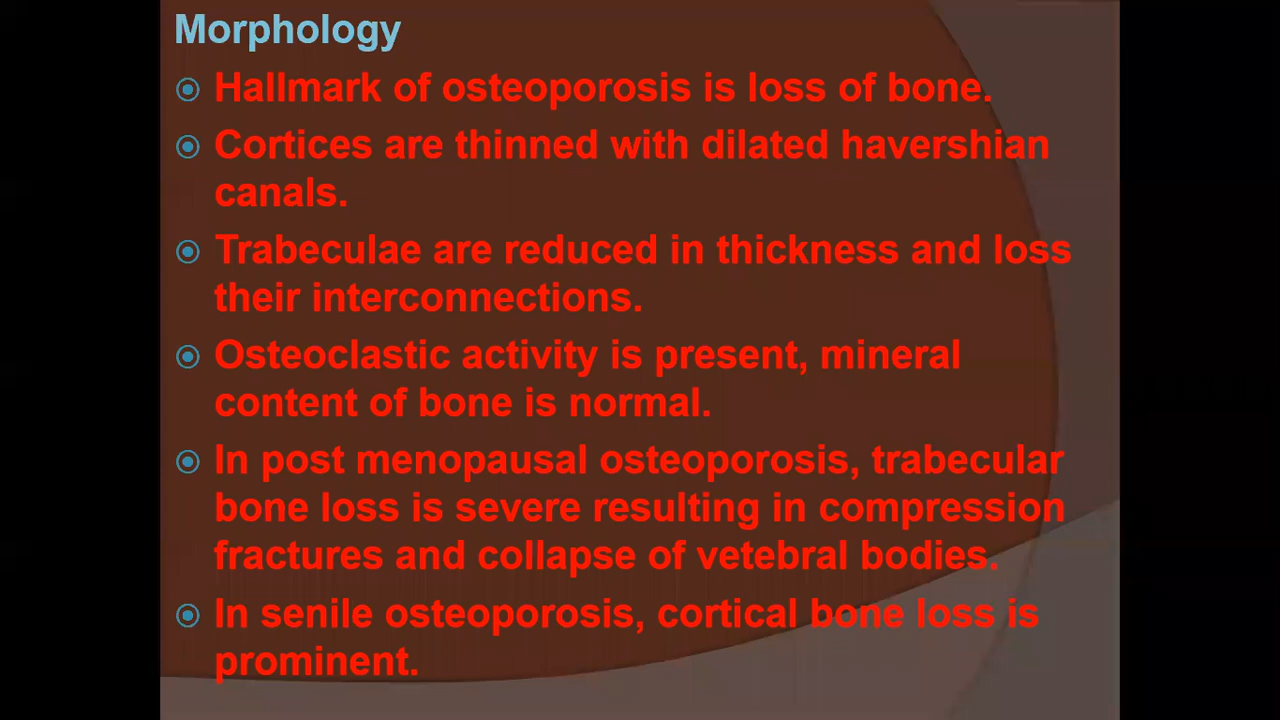 Morphology
Hallmark of osteoporosis is loss of bone.
Cortices are thinned with dilated havershian
canals.
Trabeculae are reduced in thickness and loss
their interconnections.
Osteoclastic activity is present, mineral
content of bone is normal.
In post menopausal osteoporosis, trabecular
bone loss is severe resulting in compression
fractures and collapse of vetebral bodies.
In senile osteoporosis, cortical bone loss is
prominent.